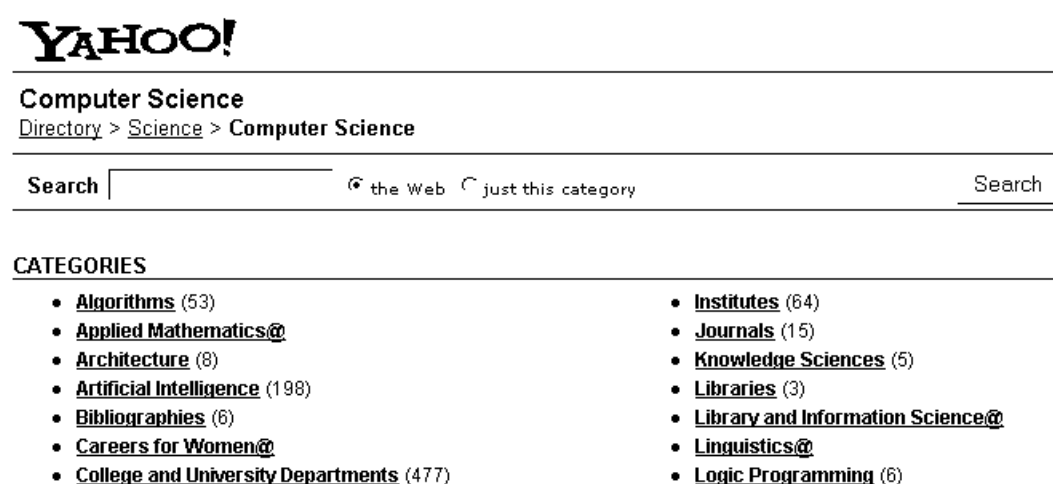 YAHOO!
Computer Science
Directory > Science > Computer Science
Search the Web just this category Search
CATEGORIES
Algorithms (53)
Applied Mathematics@
Architecture (8)
Artificial Intelligence (198)
Bibliographies (6)
Careers for Women@
College and University Departments (477)
Institutes (64)
Journals (15)
Knowledge Sciences (5)
Libraries (3)
Library and Information Science@
Linguistics@
Logic Programming (6)